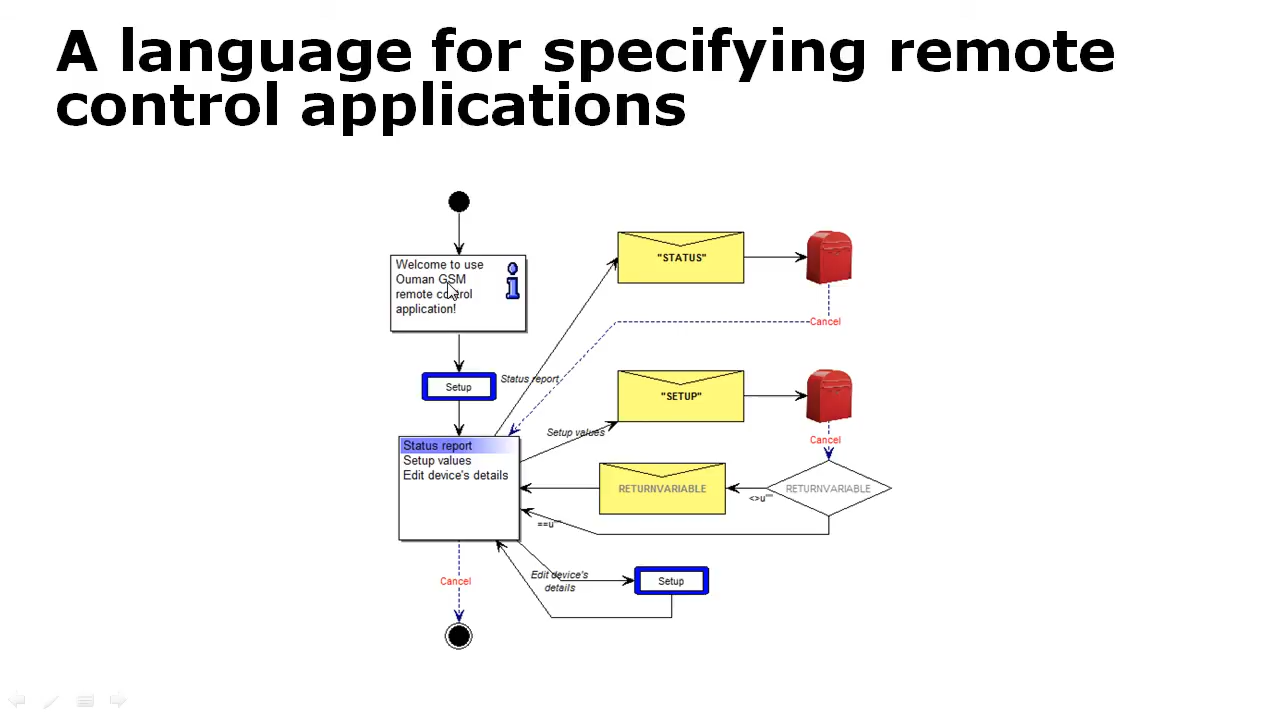 A language for specifying remote
control applications
Welcome to use
Ouman GSM
remote control
application!
"STATUS"
Cancel
Setup
Status report
"SETUP"
Setup values
Cancel
Status report
Setup values
Edit device's details
RETURNVARIABLE
RETURNVARIABLE
<>u""
==u""
Edit device's
details
Setup
Cancel